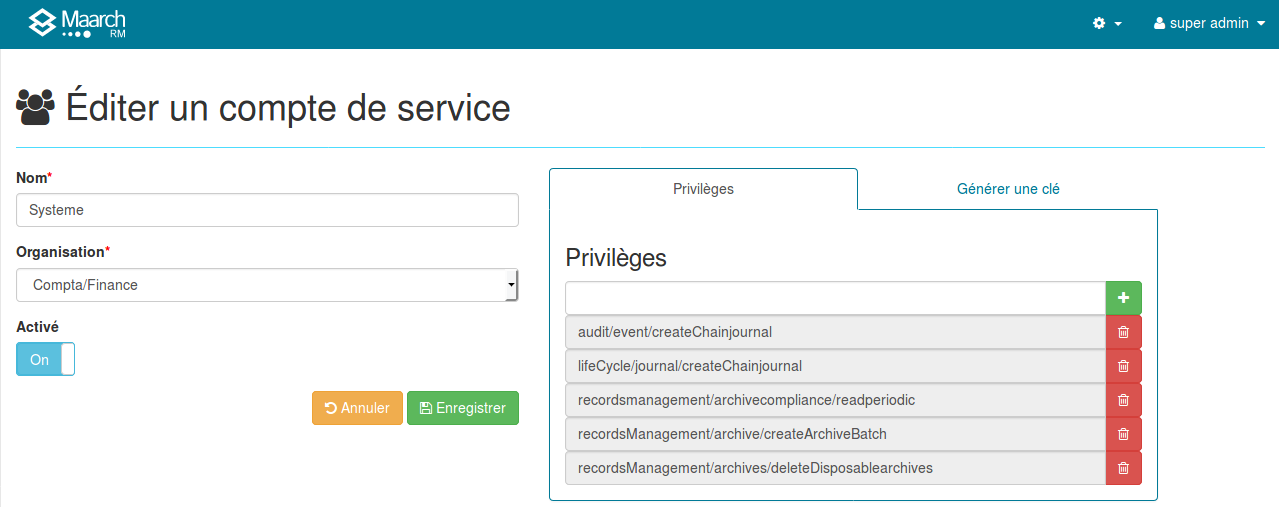 Maarch
RM
super admin
Éditer un compte de service
Nom*
Systeme
Organisation*
Compta/Finance
Activé
On
Annuler
Enregistrer
Privilèges
Générer une clé
Privilèges
audit/event/createChainjournal
lifeCycle/journal/createChainjournal
recordsmanagement/archivecompliance/readperiodic
recordsManagement/archive/createArchiveBatch
recordsManagement/archives/deleteDisposablearchives